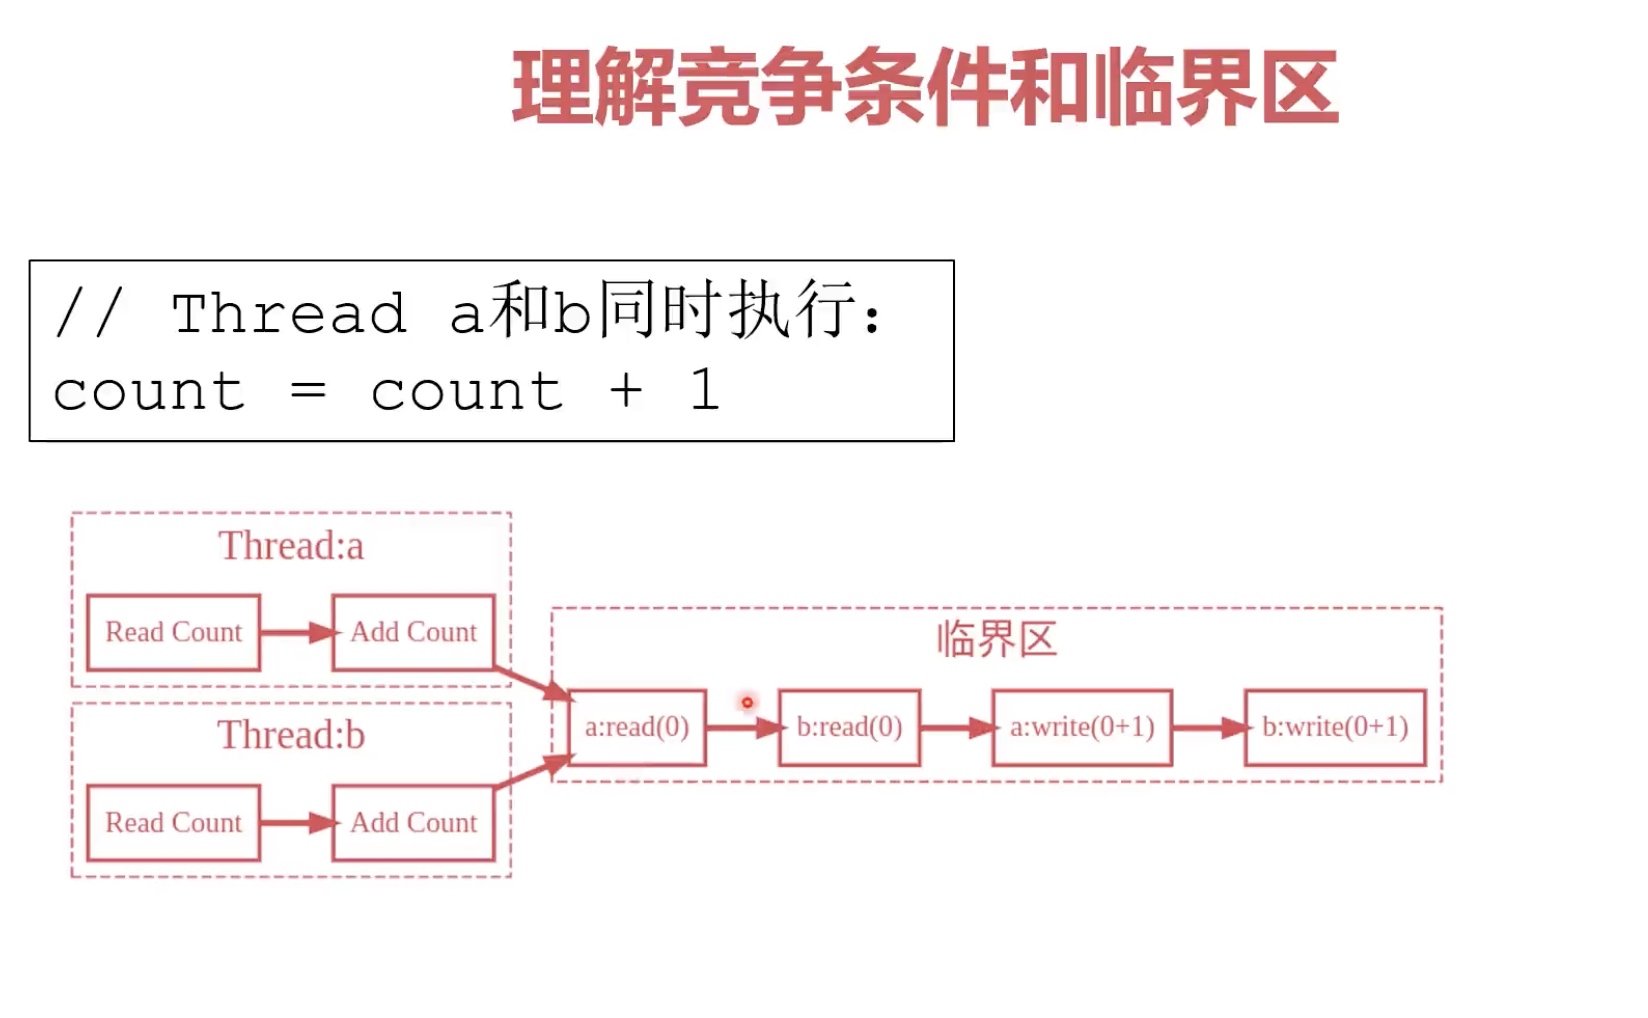 理解竞争条件和临界区
// Thread a和b同时执行：
count = count + 1
Thread:a
Read Count
Add Count
Thread:b
Read Count
Add Count
临界区
a:read(0)
b:read(0)
a:write(0+1)
b:write(0+1)